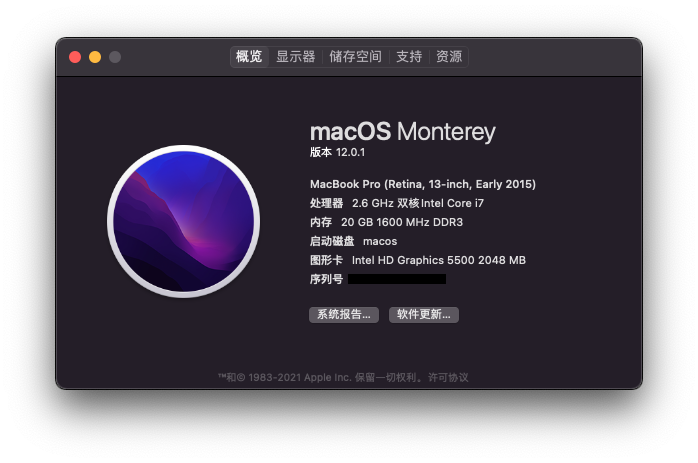 概览 显示器 储存空间 支持 资源
macOS Monterey
版本 12.0.1
MacBook Pro (Retina, 13-inch, Early 2015)
处理器 2.6 GHz 双核Intel Core i7
内存 20 GB 1600 MHz DDR3
启动磁盘 macos
图形卡 Intel HD Graphics 5500 2048 MB
序列号
系统报告... 软件更新...
™和© 1983-2021 Apple Inc. 保留一切权利。许可协议